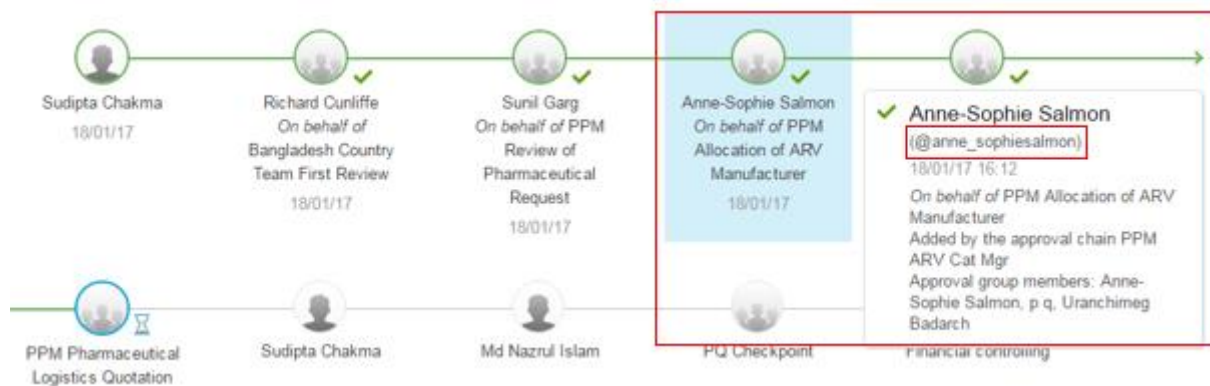 Sudipta Chakma
18/01/17
Richard Cunliffe
On behalf of
Bangladesh Country
Team First Review
18/01/17
Sunil Garg
On behalf of PPM
Review of
Pharmaceutical
Request
18/01/17
Anne-Sophie Salmon
On behalf of PPM
Allocation of ARV
Manufacturer
18/01/17
Anne-Sophie Salmon
(@anne_sophiesalmon)
18/01/17 16:12
On behalf of PPM Allocation of ARV
Manufacturer
Added by the approval chain PPM
ARV Cat Mgr
Approval group members: Anne-
Sophie Salmon, p q, Uranchimeg
Badarch
PPM Pharmaceutical
Logistics Quotation
Sudipta Chakma
Md Nazrul Islam
PQ Checkpoint
Financial controlling